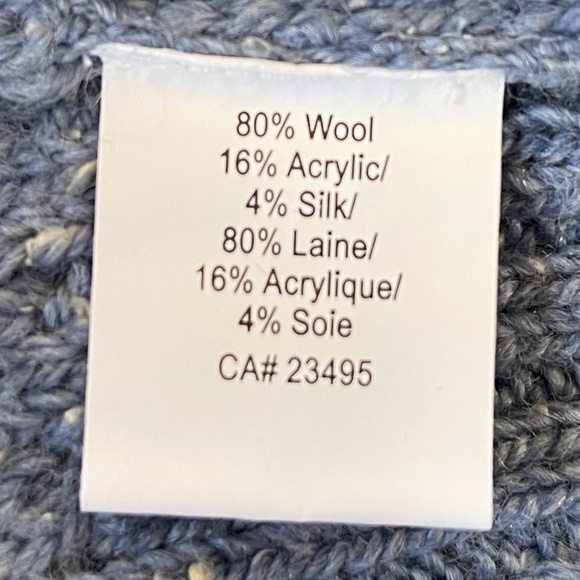 80% Wool
16% Acrylic/
4% Silk/
80% Laine/
16% Acrylique/
4% Soie
CA# 23495